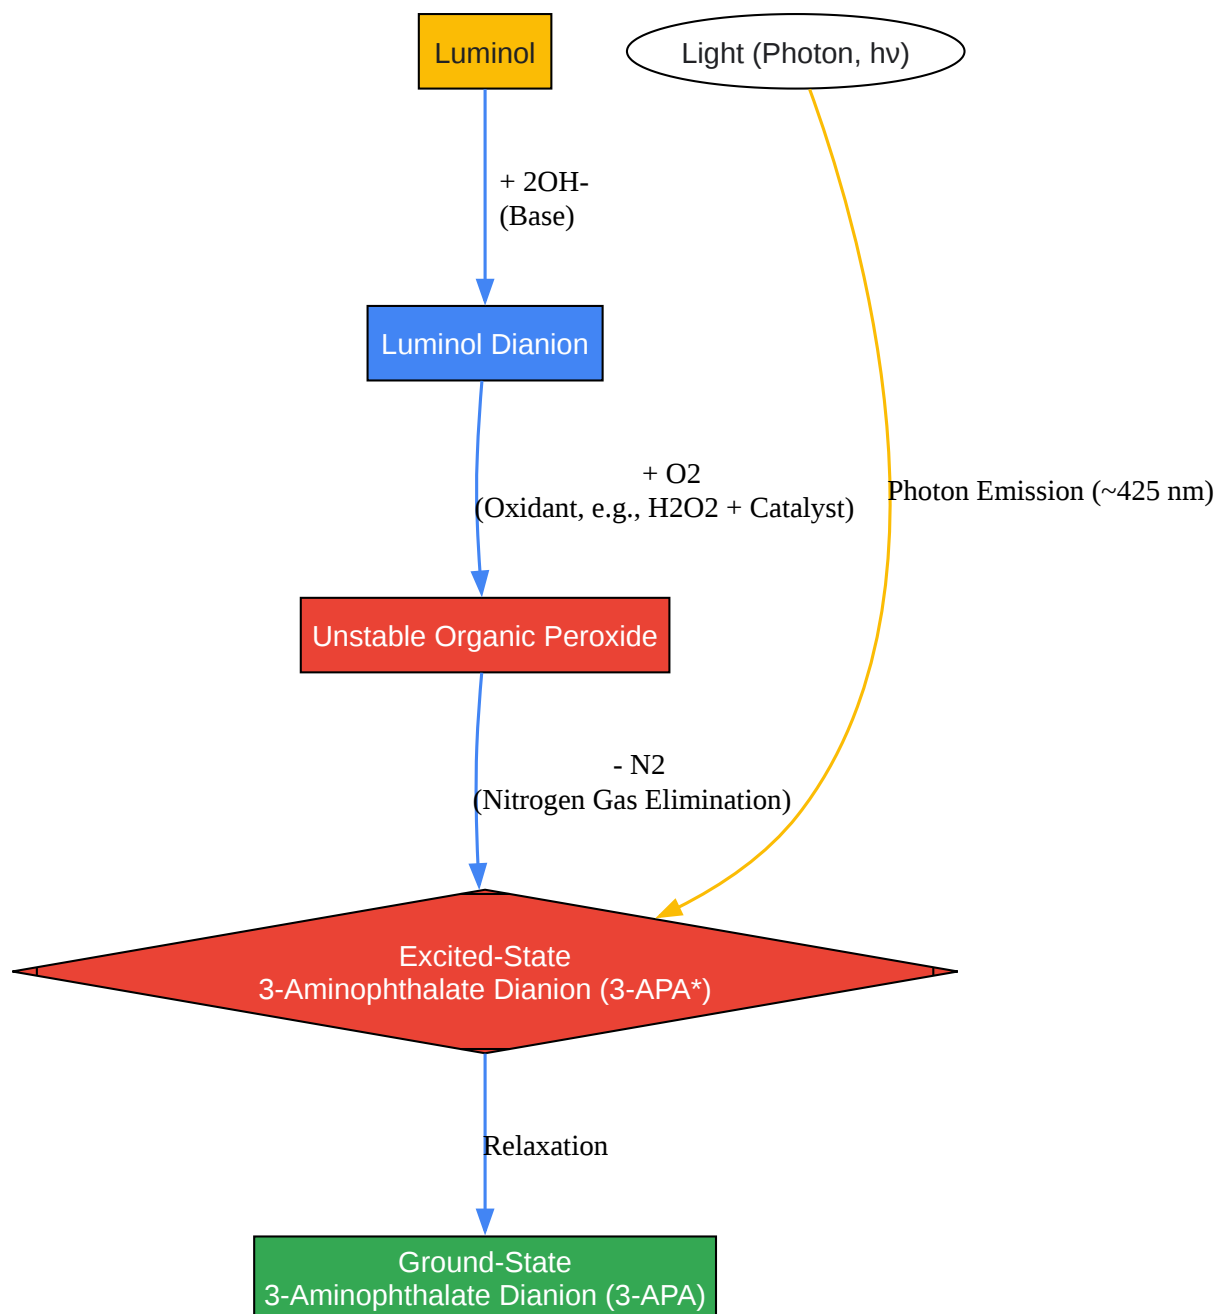 Luminol
Light (Photon, hν)
+ 2OH-
(Base)
Luminol Dianion
+ O2
(Oxidant, e.g., H2O2 + Catalyst)
Photon Emission (~425 nm)
Unstable Organic Peroxide
- N2
(Nitrogen Gas Elimination)
Excited-State
3-Aminophthalate Dianion (3-APA*)
Relaxation
Ground-State
3-Aminophthalate Dianion (3-APA)